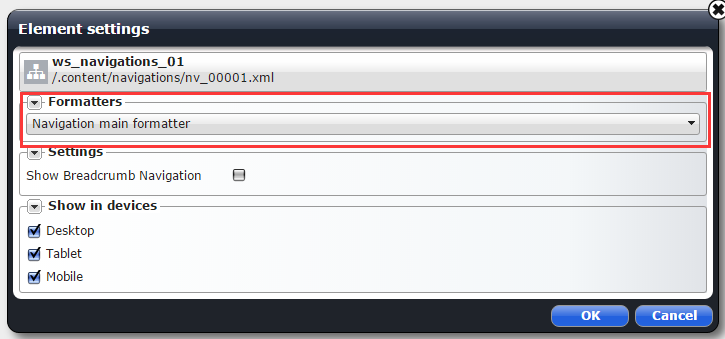 Element settings
ws_navigations_01
/.content/navigations/nv_00001.xml
Formatters
Navigation main formatter
Settings
Show Breadcrumb Navigation
Show in devices
Desktop
Tablet
Mobile
OK Cancel